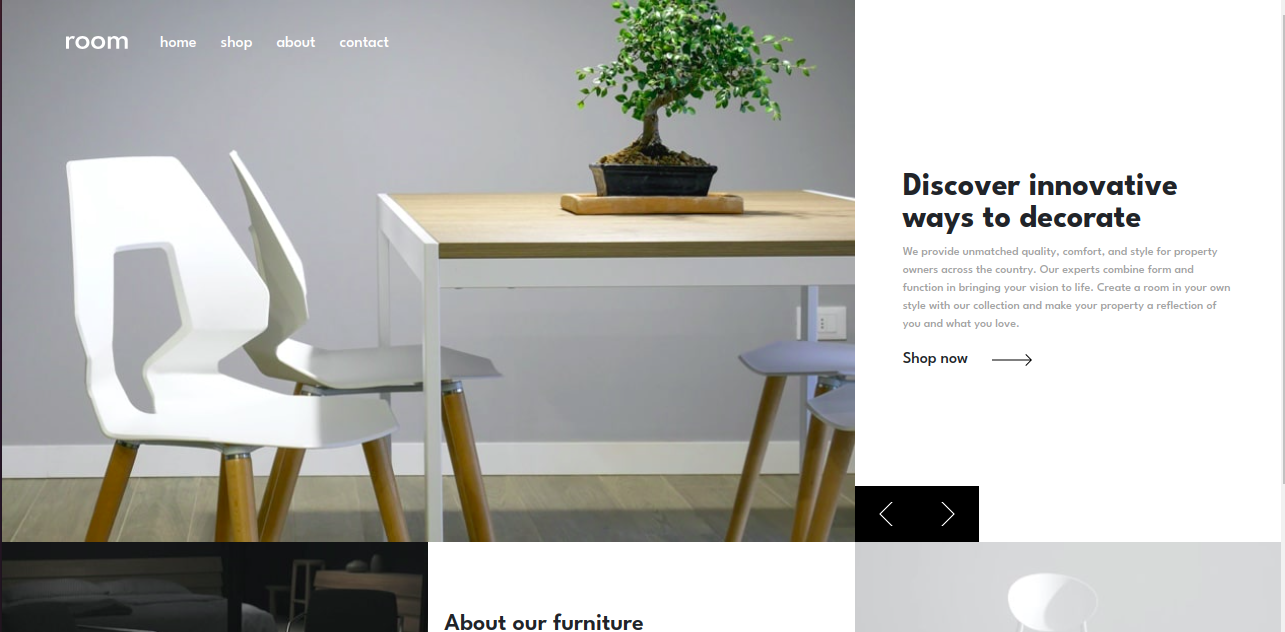 room home shop about contact
Discover innovative
ways to decorate
We provide unmatched quality, comfort, and style for property
owners across the country. Our experts combine form and
function in bringing your vision to life. Create a room in your own
style with our collection and make your property a reflection of
you and what you love.
Shop now
About our furniture